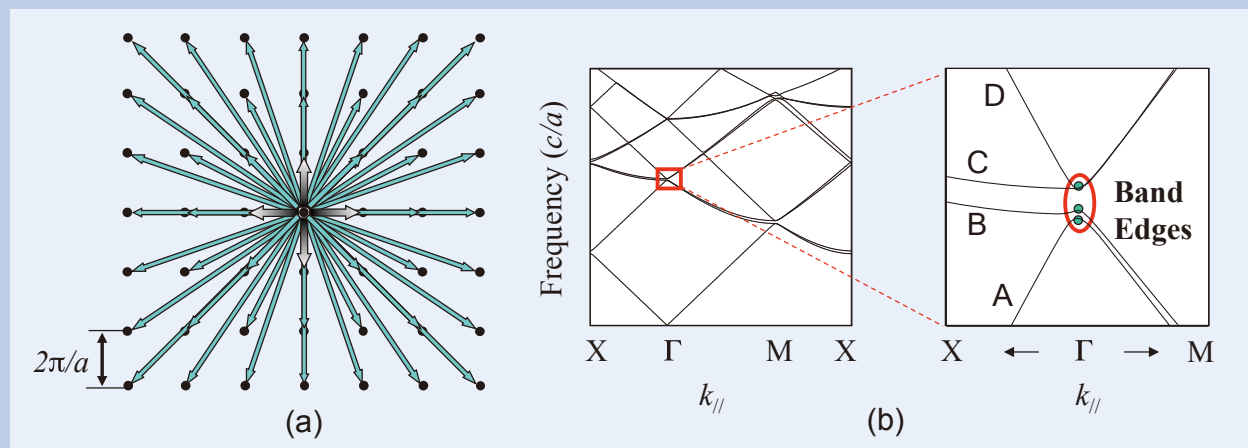 2π/a
(a)
Frequency (c/a)
X Γ M X
k//
D
C
B
A
Band
Edges
X Γ M
k//
(b)